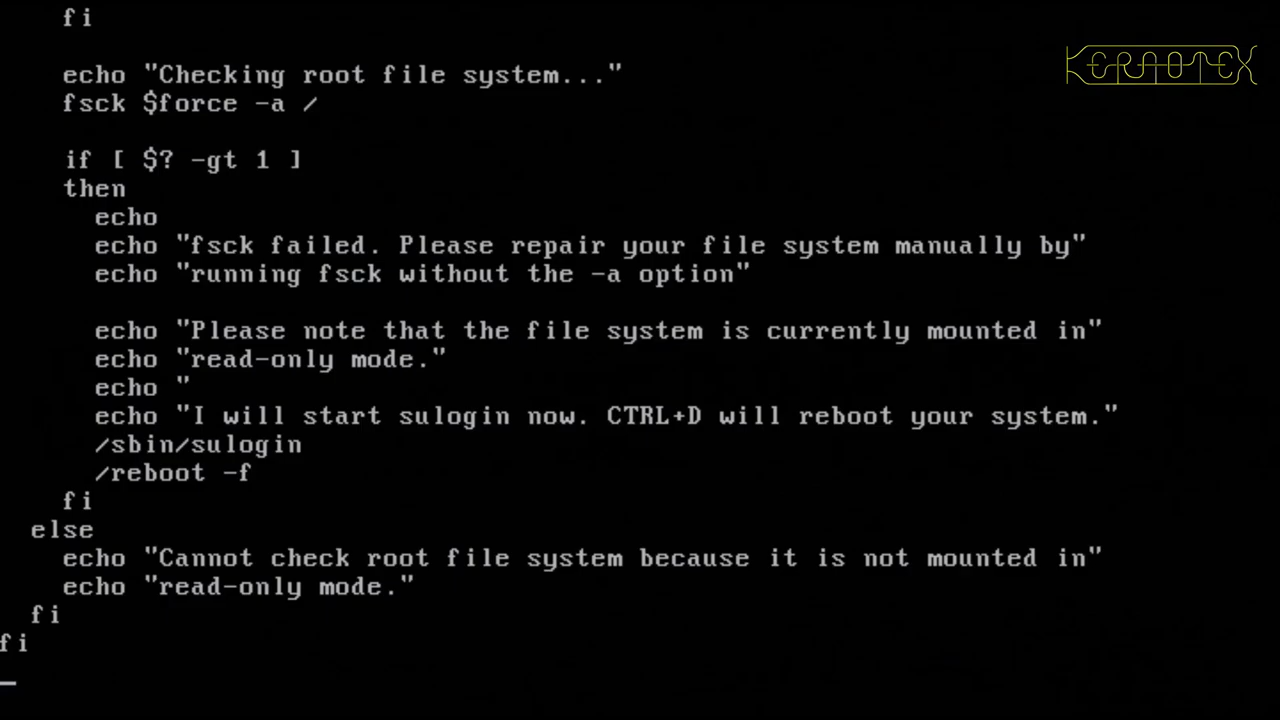 fi
KERNOTEX
echo "Checking root file system..."
fsck $force -a /
if [ $? -gt 1 ]
then
echo
echo "fsck failed. Please repair your file system manually by"
echo "running fsck without the -a option"
echo "Please note that the file system is currently mounted in"
echo "read-only mode."
echo "
echo "I will start sulogin now. CTRL+D will reboot your system."
/sbin/sulogin
/reboot -f
fi
else
echo "Cannot check root file system because it is not mounted in"
echo "read-only mode."
fi
fi
_